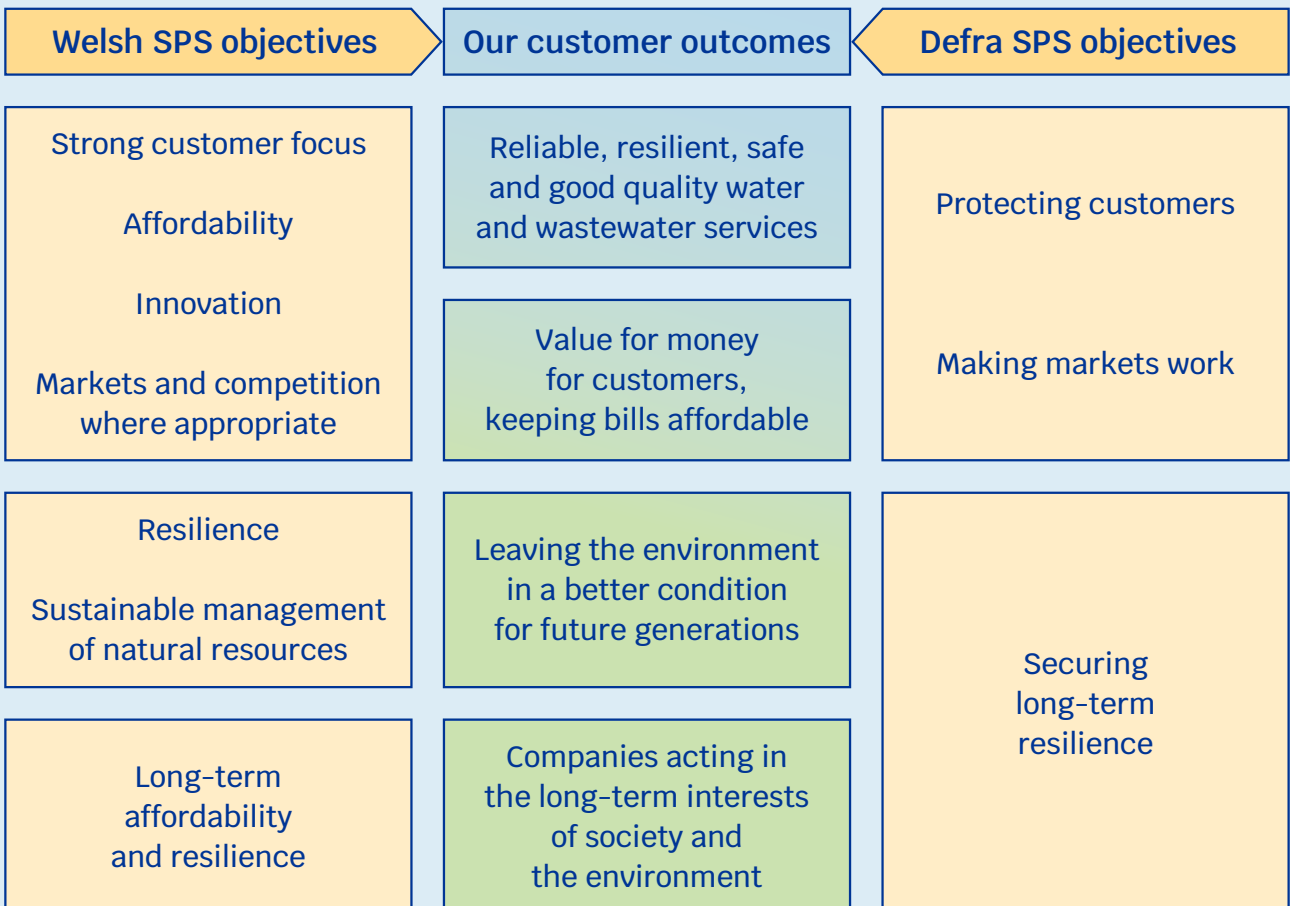 Welsh SPS objectives
Our customer outcomes
Defra SPS objectives
Strong customer focus
Affordability
Innovation
Markets and competition
where appropriate
Reliable, resilient, safe
and good quality water
and wastewater services
Value for money
for customers,
keeping bills affordable
Protecting customers
Making markets work
Resilience
Sustainable management
of natural resources
Leaving the environment
in a better condition
for future generations
Securing
long-term
resilience
Long-term
affordability
and resilience
Companies acting in
the long-term interests
of society and
the environment